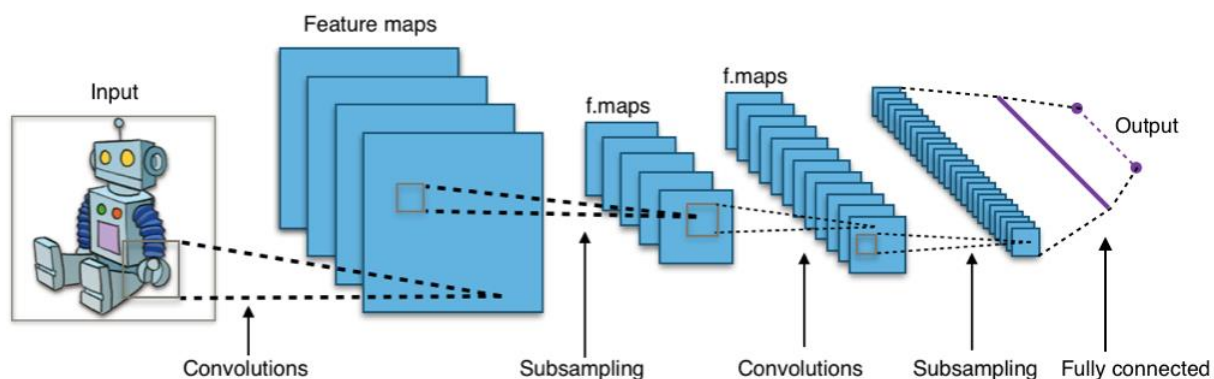 Feature maps
f.maps
Input
f.maps
Output
Convolutions
Subsampling
Convolutions
Subsampling
Fully connected